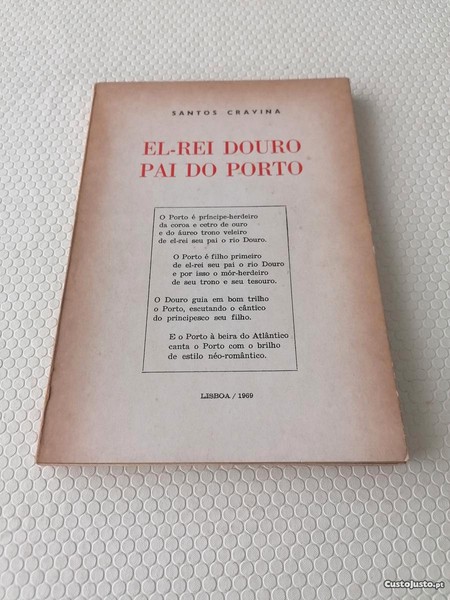 SANTOS CRAVINA
EL-REI DOURO
PAI DO PORTO
O Porto é príncipe-herdeiro
da coroa e cetro de ouro
e do áureo trono veleiro
de el-rei seu pai o rio Douro.
O Porto é filho primeiro
de el-rei seu pai o rio Douro
e por isso o mór-herdeiro
de seu trono e seu tesouro.
O Douro guia em bom trilho
o Porto, escutando o cântico
do principesco seu filho.
E o Porto à beira do Atlântico
canta o Porto com o brilho
de estilo néo-romântico.
LISBOA / 1969
CustoJusto.pt